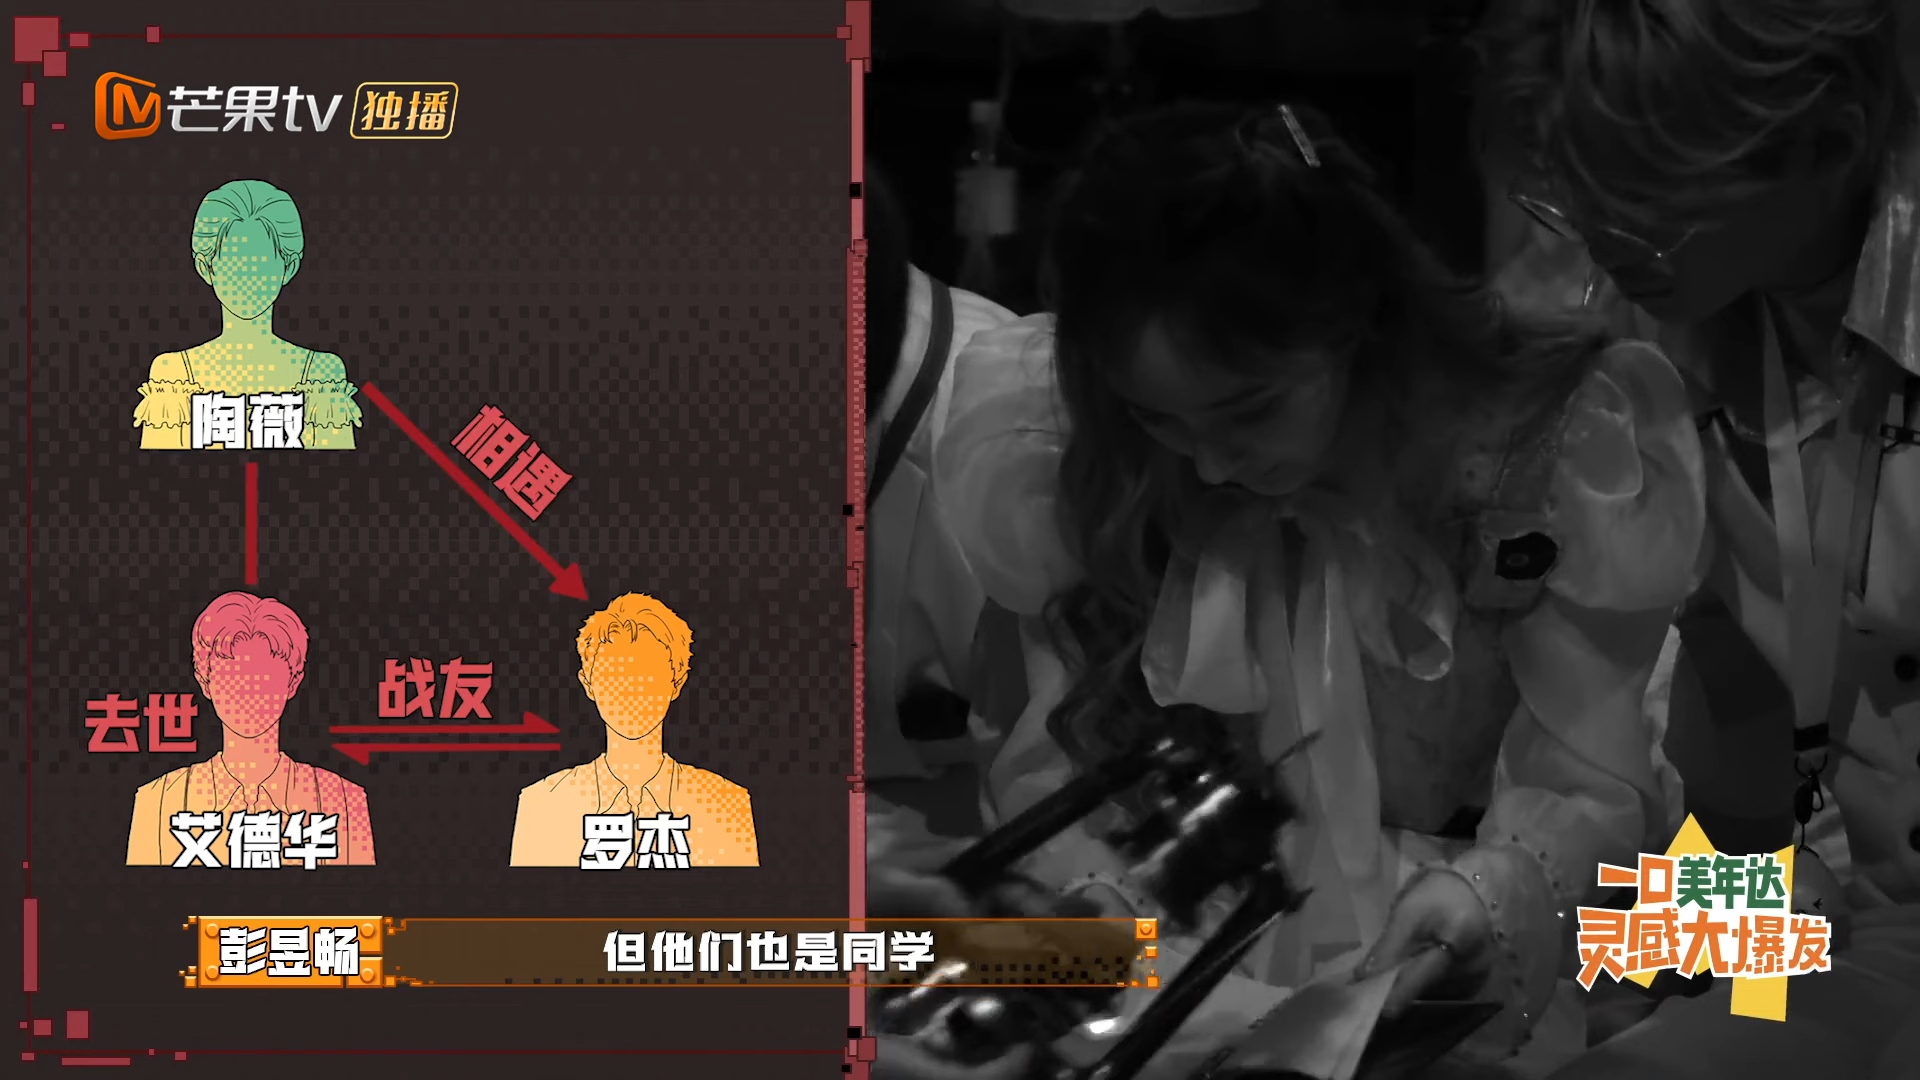 芒果tv 独播
陶薇
相遇
战友
去世
艾德华
罗杰
彭昱畅
但他们也是同学
一口美年达
灵感大爆发